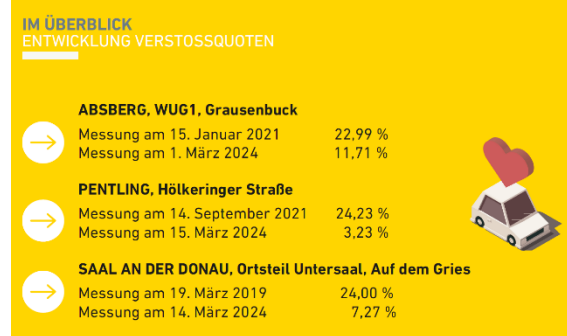 IM ÜBERBLICK
ENTWICKLUNG VERSTOSSQUOTEN
ABSBERG, WUG1, Grausenbuck
Messung am 15. Januar 2021 22,99 %
Messung am 1. März 2024 11,71 %
PENTLING, Hölkeringer Straße
Messung am 14. September 2021 24,23 %
Messung am 15. März 2024 3,23 %
SAAL AN DER DONAU, Ortsteil Untersaal, Auf dem Gries
Messung am 19. März 2019 24,00 %
Messung am 14. März 2024 7,27 %